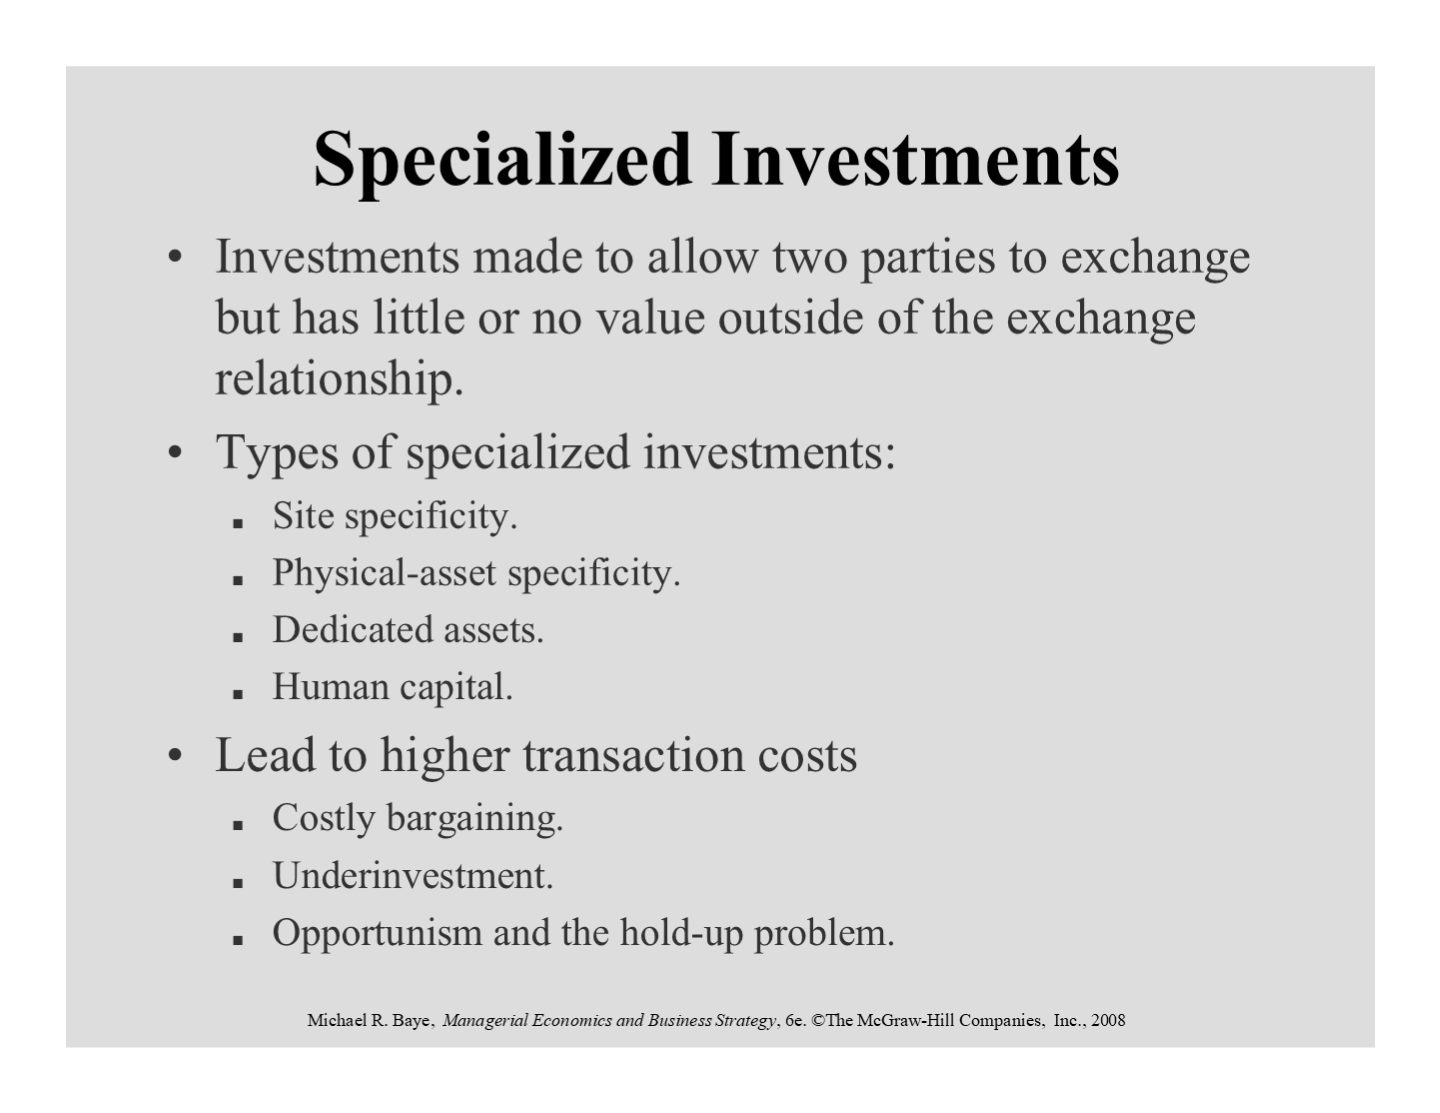 Specialized Investments
• Investments made to allow two parties to exchange
but has little or no value outside of the exchange
relationship.
• Types of specialized investments:
▪ Site specificity.
▪ Physical-asset specificity.
▪ Dedicated assets.
▪ Human capital.
• Lead to higher transaction costs
▪ Costly bargaining.
▪ Underinvestment.
▪ Opportunism and the hold-up problem.
Michael R. Baye, Managerial Economics and Business Strategy, 6e. ©The McGraw-Hill Companies, Inc., 2008